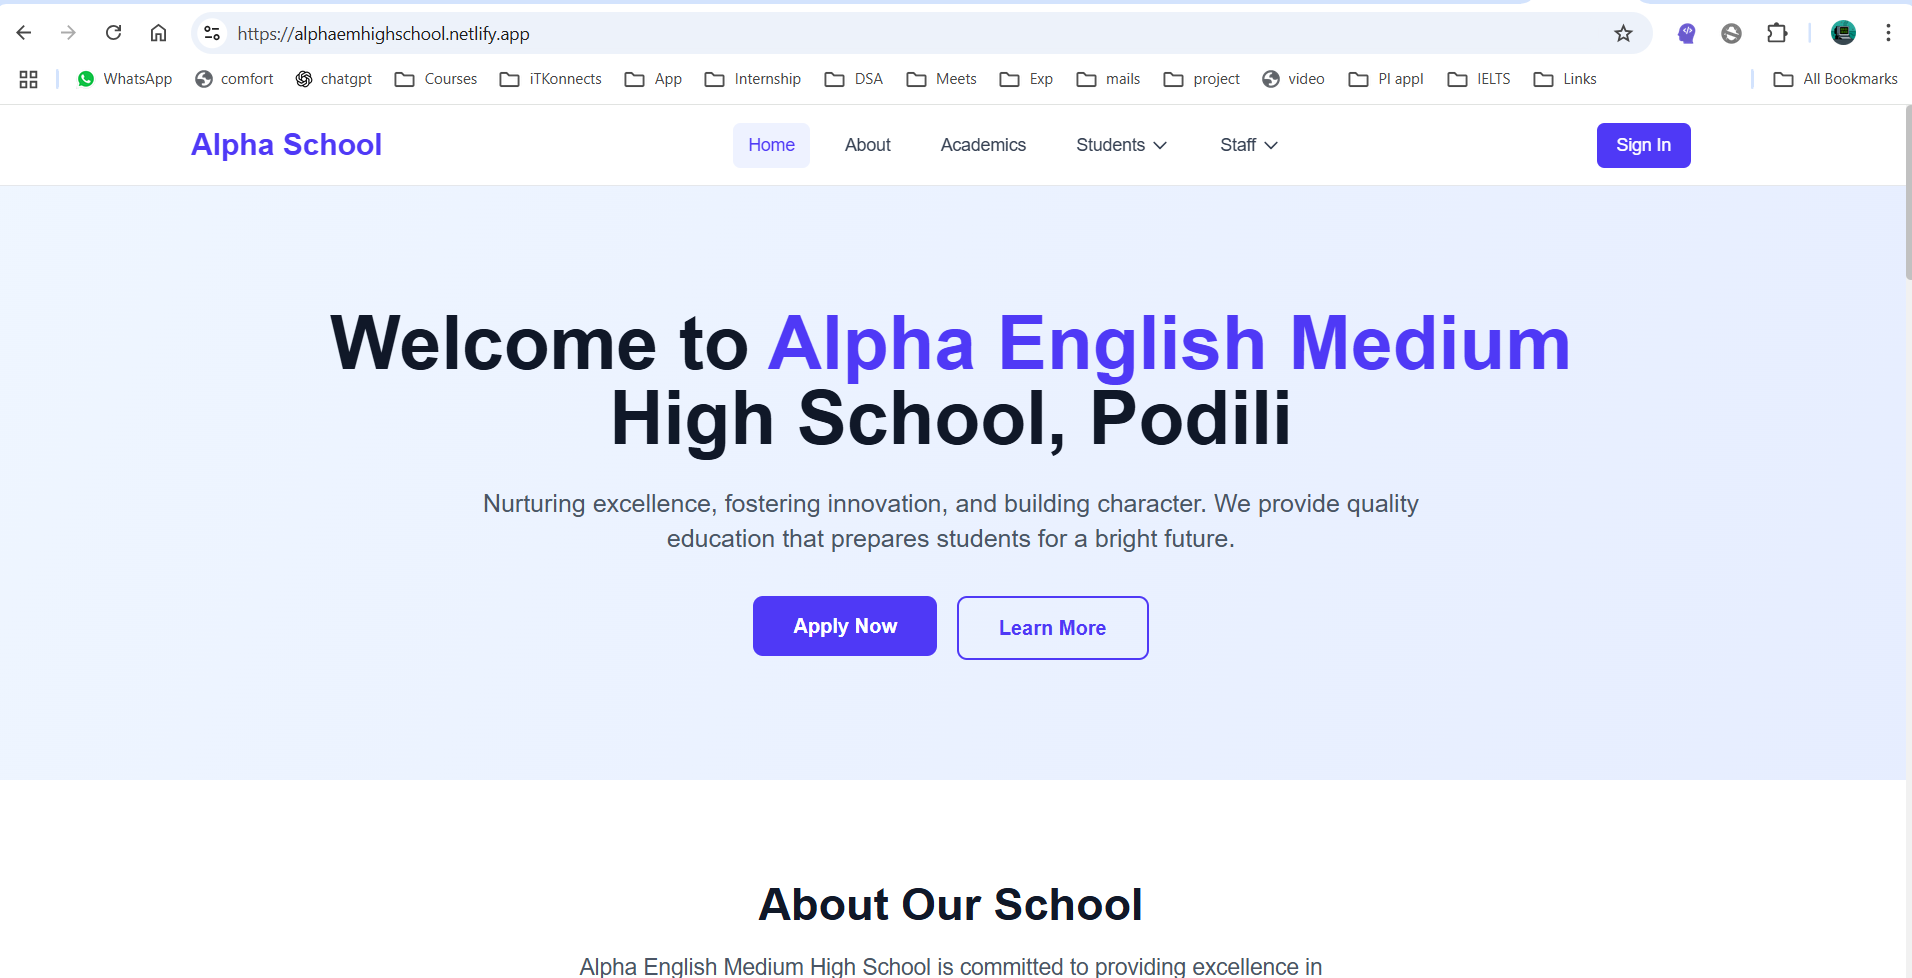 https://alphaemhighschool.netlify.app
WhatsApp comfort chatgpt Courses iTKonnects App Internship DSA Meets Exp mails project video PI appl IELTS Links All Bookmarks
Alpha School Home About Academics Students Staff Sign In
Welcome to Alpha English Medium
High School, Podili
Nurturing excellence, fostering innovation, and building character. We provide quality
education that prepares students for a bright future.
Apply Now Learn More
About Our School
Alpha English Medium High School is committed to providing excellence in